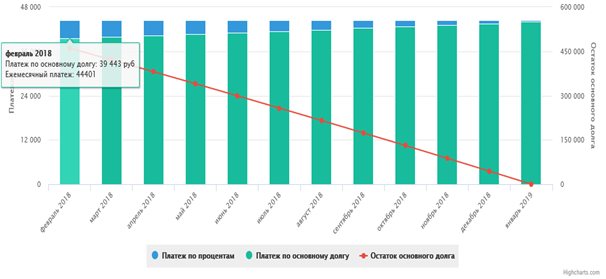 48 000
600 000
февраль 2018
Платеж по основному долгу: 39 443 руб
Ежемесячный платеж: 44401
450 000
24 000
300 000
12 000
150 000
0
0
Остаток основного долга
февраль 2018
март 2018
апрель 2018
май 2018
июнь 2018
июль 2018
август 2018
сентябрь 2018
октябрь 2018
ноябрь 2018
декабрь 2018
январь 2019
Платеж по процентам
Платеж по основному долгу
Остаток основного долга
Highcharts.com